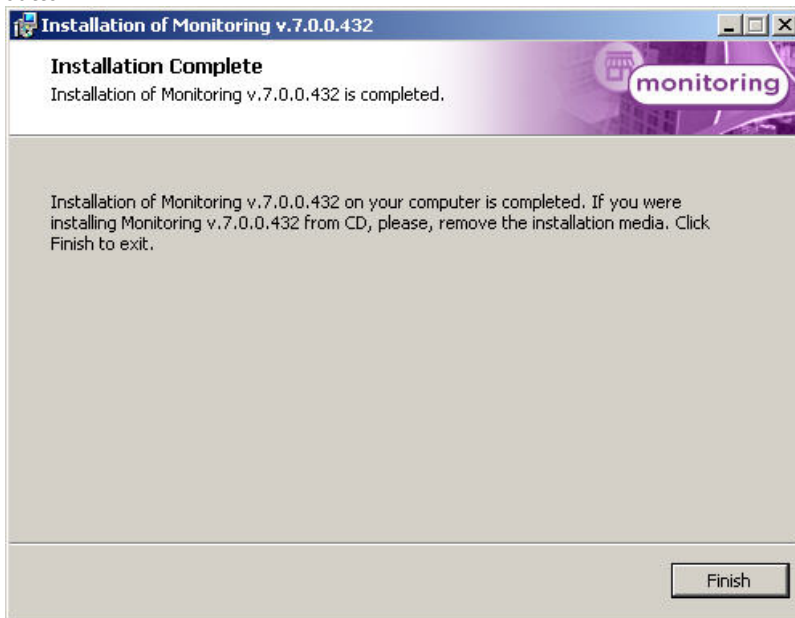 Installation of Monitoring v.7.0.0.432
Installation Complete
Installation of Monitoring v.7.0.0.432 is completed.
monitoring
Installation of Monitoring v.7.0.0.432 on your computer is completed. If you were
installing Monitoring v.7.0.0.432 from CD, please, remove the installation media. Click
Finish to exit.
Finish